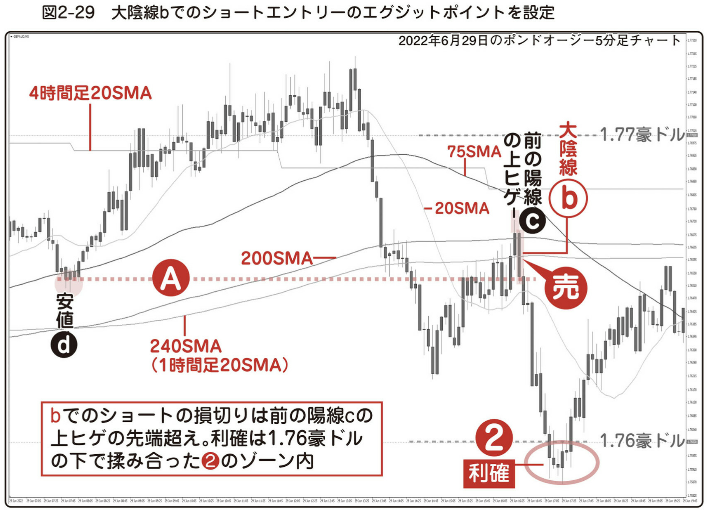 図2-29 大陰線bでのショートエントリーのエグジットポイントを設定
2022年6月29日のポンドオージー5分足チャート
4時間足20SMA
1.77豪ドル
大陰線
b
前の陽線
の上ヒゲ
c
75SMA
20SMA
200SMA
A
売
安値
d
240SMA
(1時間足20SMA)
bでのショートの損切りは前の陽線cの
上ヒゲの先端超え。利確は1.76豪ドル
の下で揉み合った2のゾーン内
2
利確
1.76豪ドル